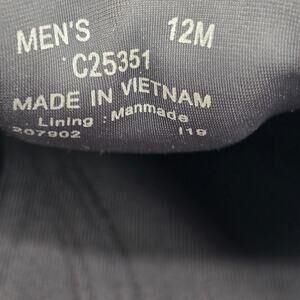 MEN'S 12M
C25351
MADE IN VIETNAM
Lining : Manmade
207902 I19